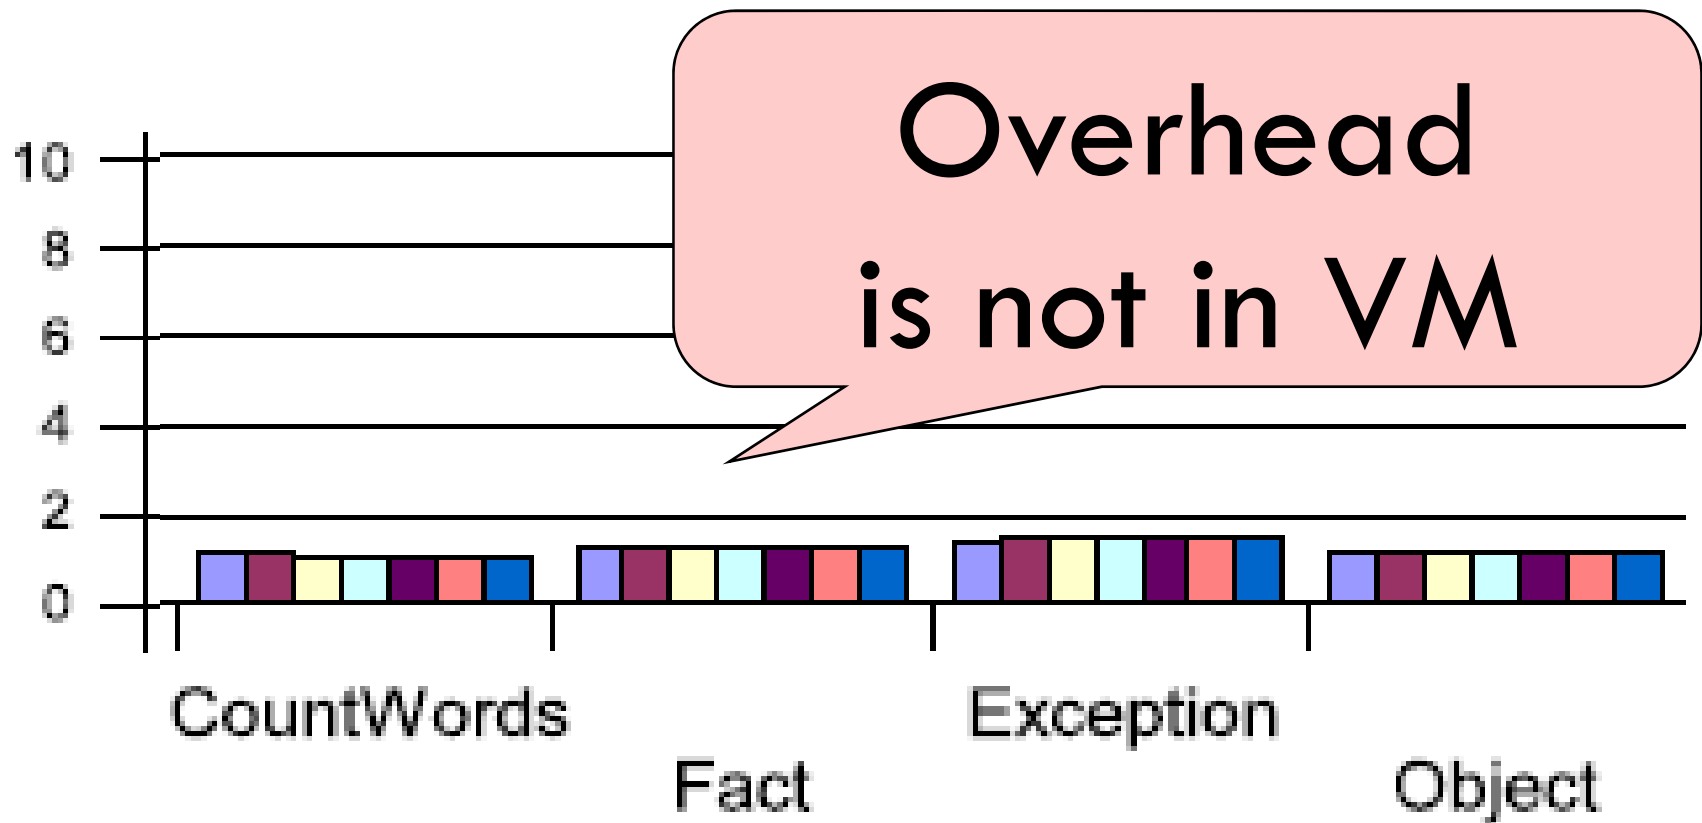 Overhead
is not in VM
10
8
6
4
2
0
CountWords
Fact
Exception
Object